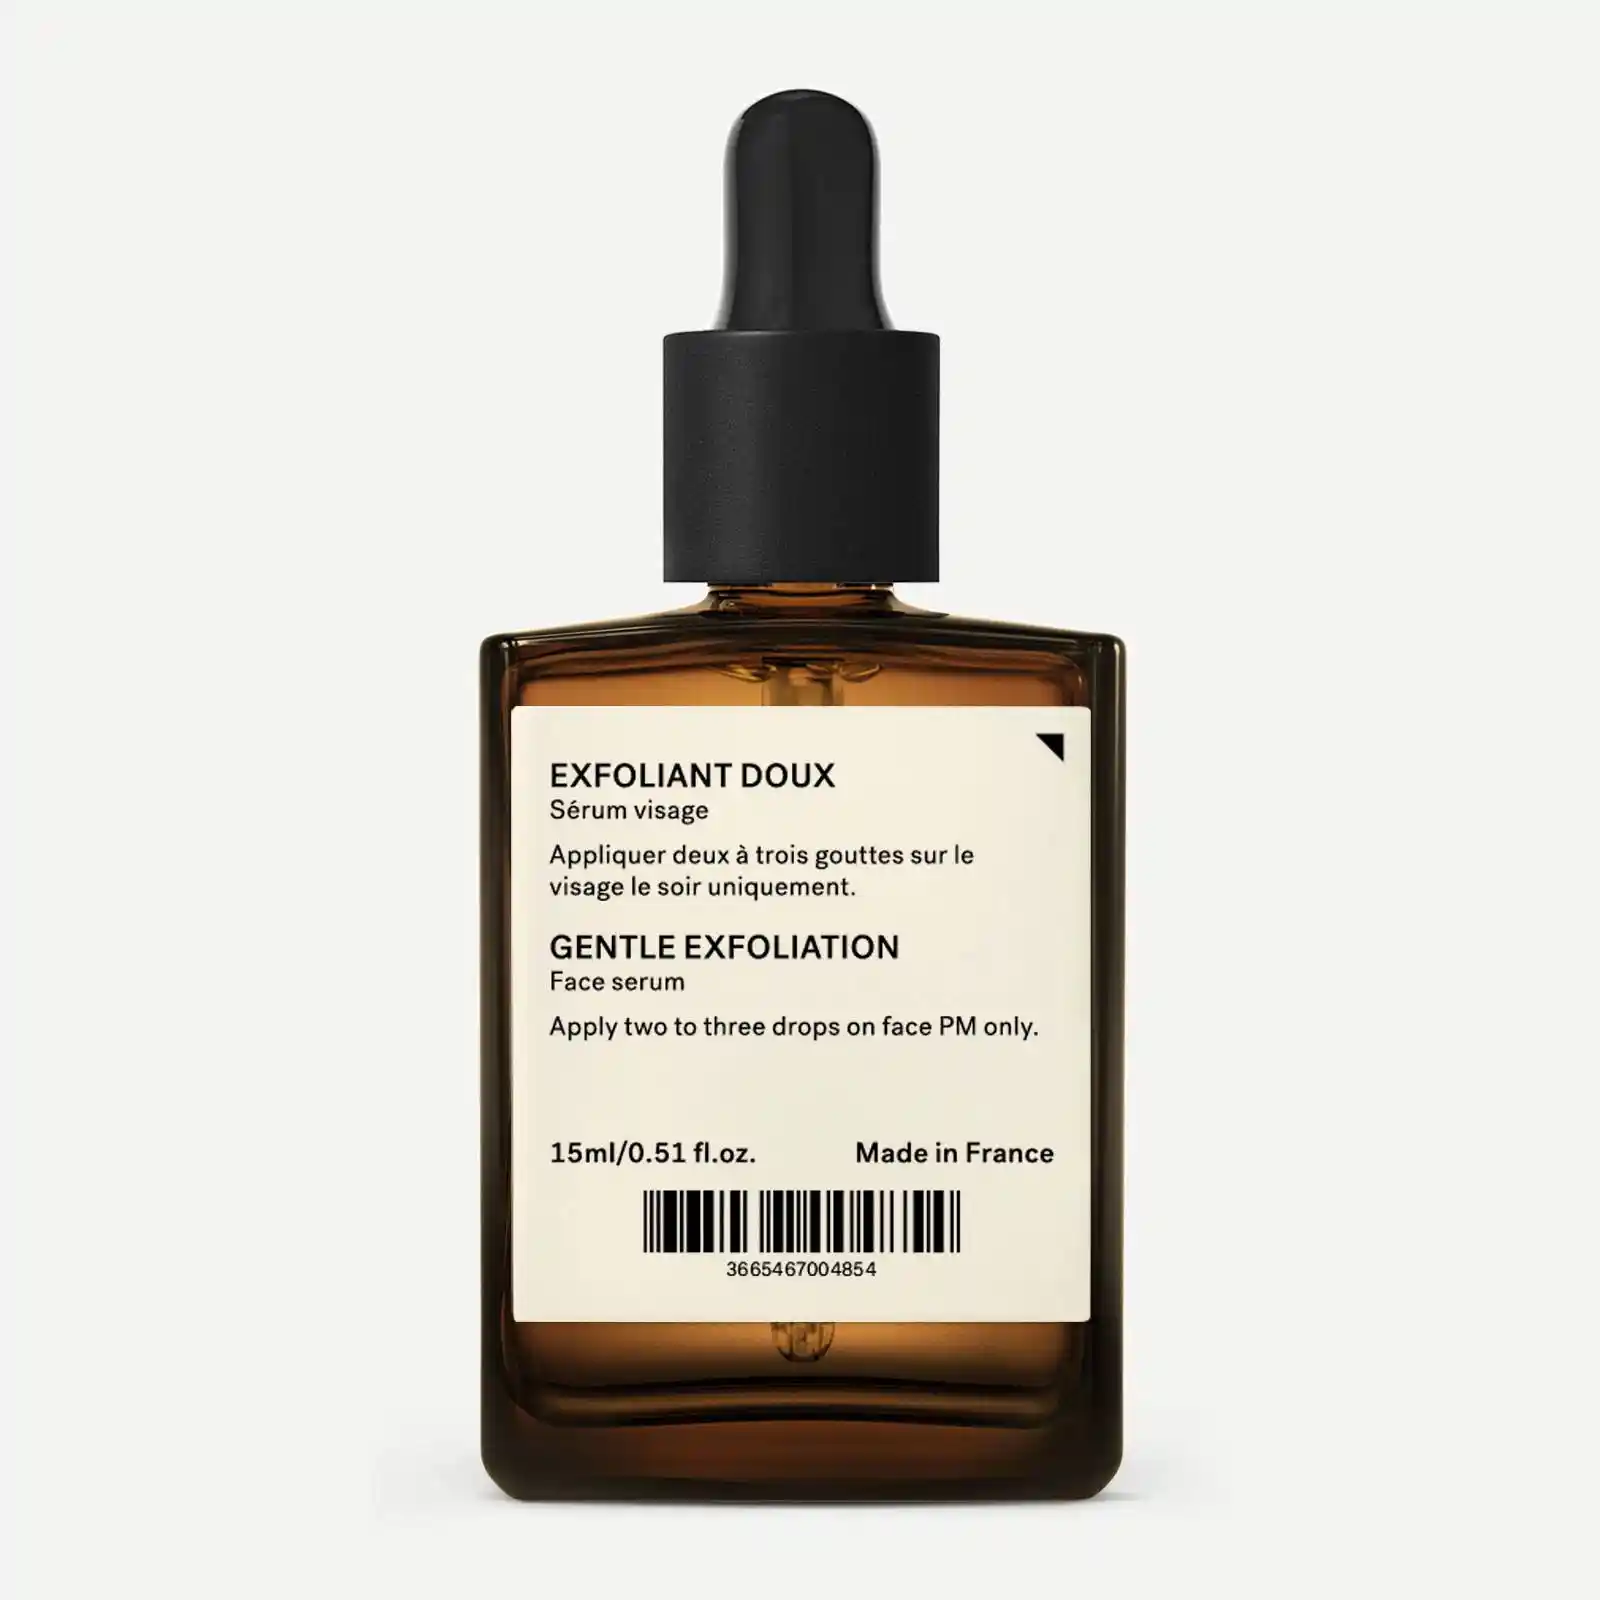 EXFOLIANT DOUX
Sérum visage
Appliquer deux à trois gouttes sur le
visage le soir uniquement.
GENTLE EXFOLIATION
Face serum
Apply two to three drops on face PM only.
15ml/0.51 fl.oz. Made in France
3665467004854